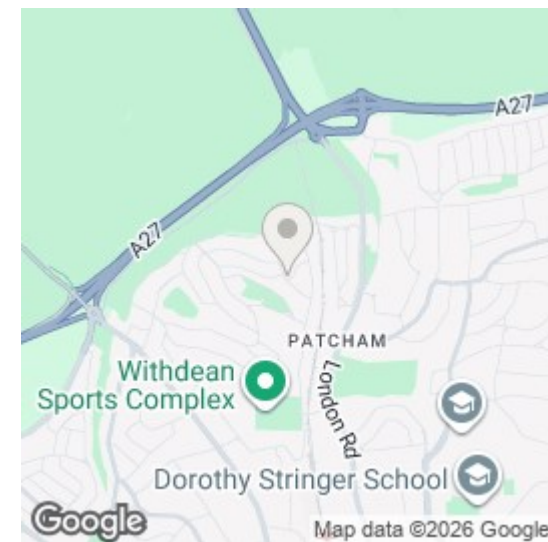 A27
A27
PATCHAM
London Rd
Withdean
Sports Complex
Dorothy Stringer School
Google
Map data ©2026 Google